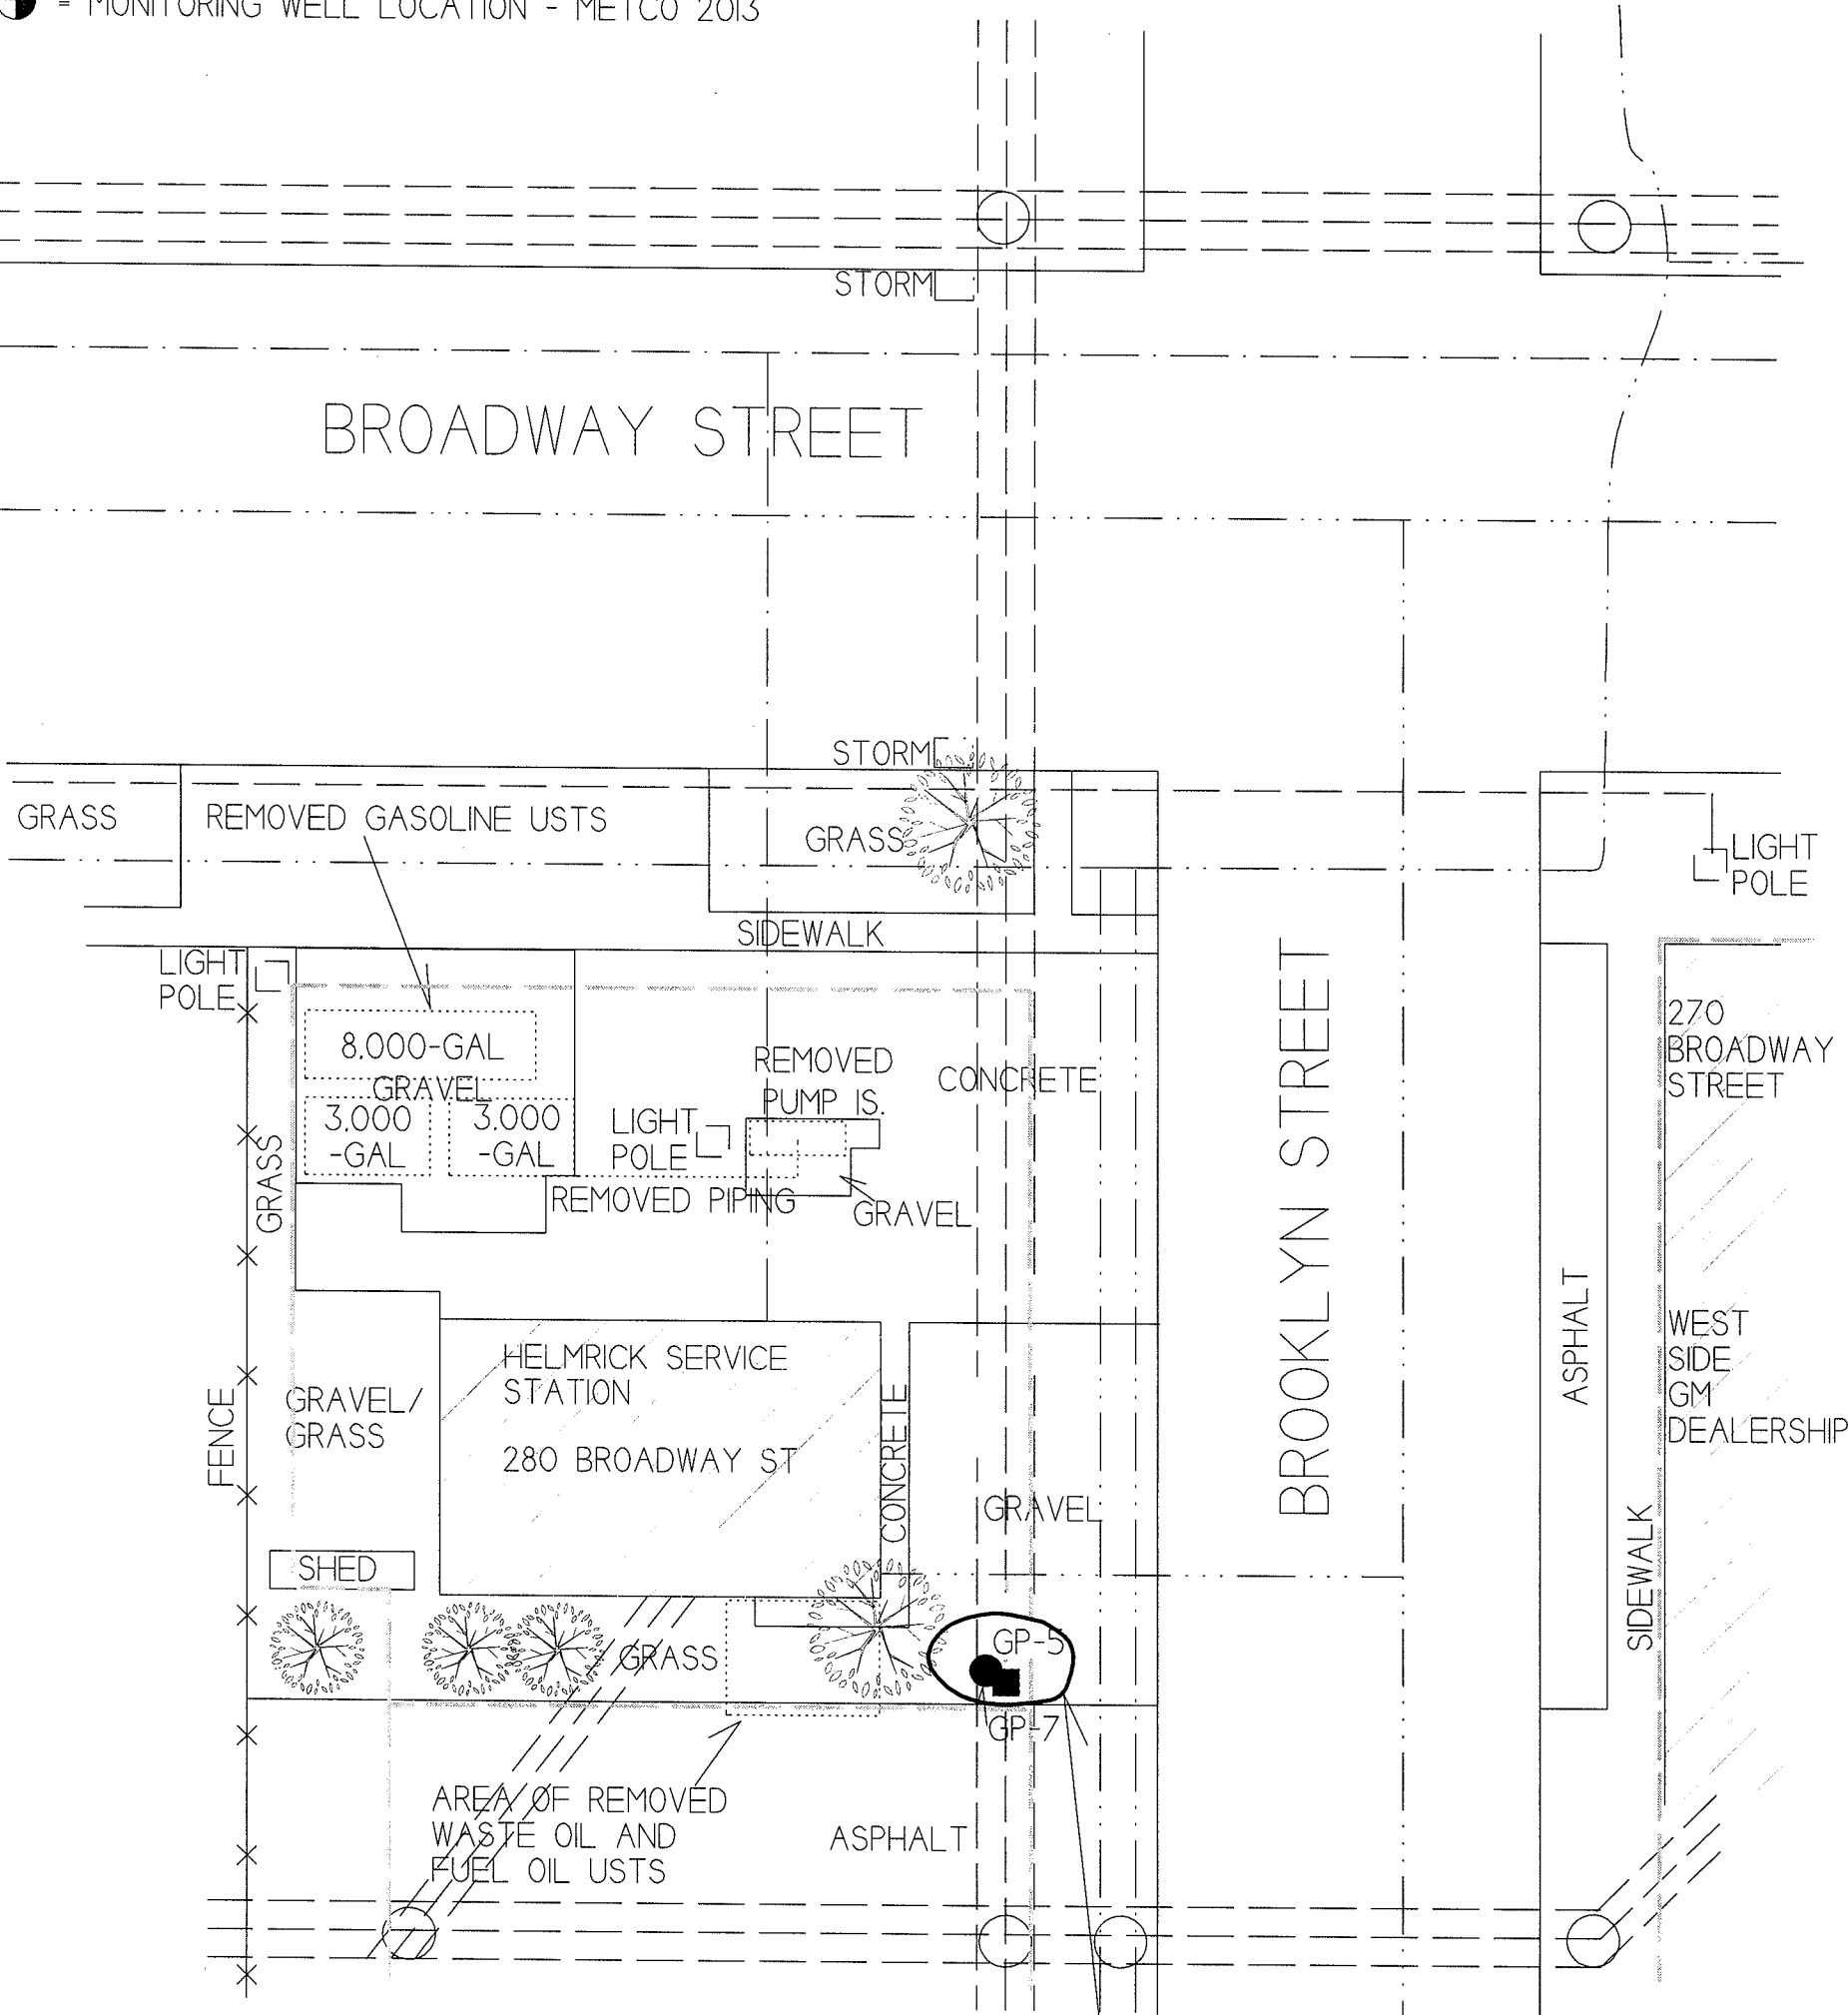 = MONITORING WELL LOCATION - METCO 2013
STORM
BROADWAY STREET
STORM
GRASS
REMOVED GASOLINE USTS
GRASS
LIGHT
POLE
SIDEWALK
LIGHT
POLE
8,000-GAL
GRAVEL
3,000
-GAL
3,000
-GAL
REMOVED
PUMP IS.
CONCRETE
LIGHT
POLE
REMOVED PIPING
GRAVEL
GRASS
BROOKLYN STREET
270
BROADWAY
STREET
HELMRICK SERVICE
STATION
280 BROADWAY ST
GRAVEL/
GRASS
FENCE
CONCRETE
GRAVEL
ASPHALT
WEST
SIDE
GM
DEALERSHIP
SIDEWALK
SHED
GRASS
GP-5
GP-7
AREA OF REMOVED
WASTE OIL AND
FUEL OIL USTS
ASPHALT